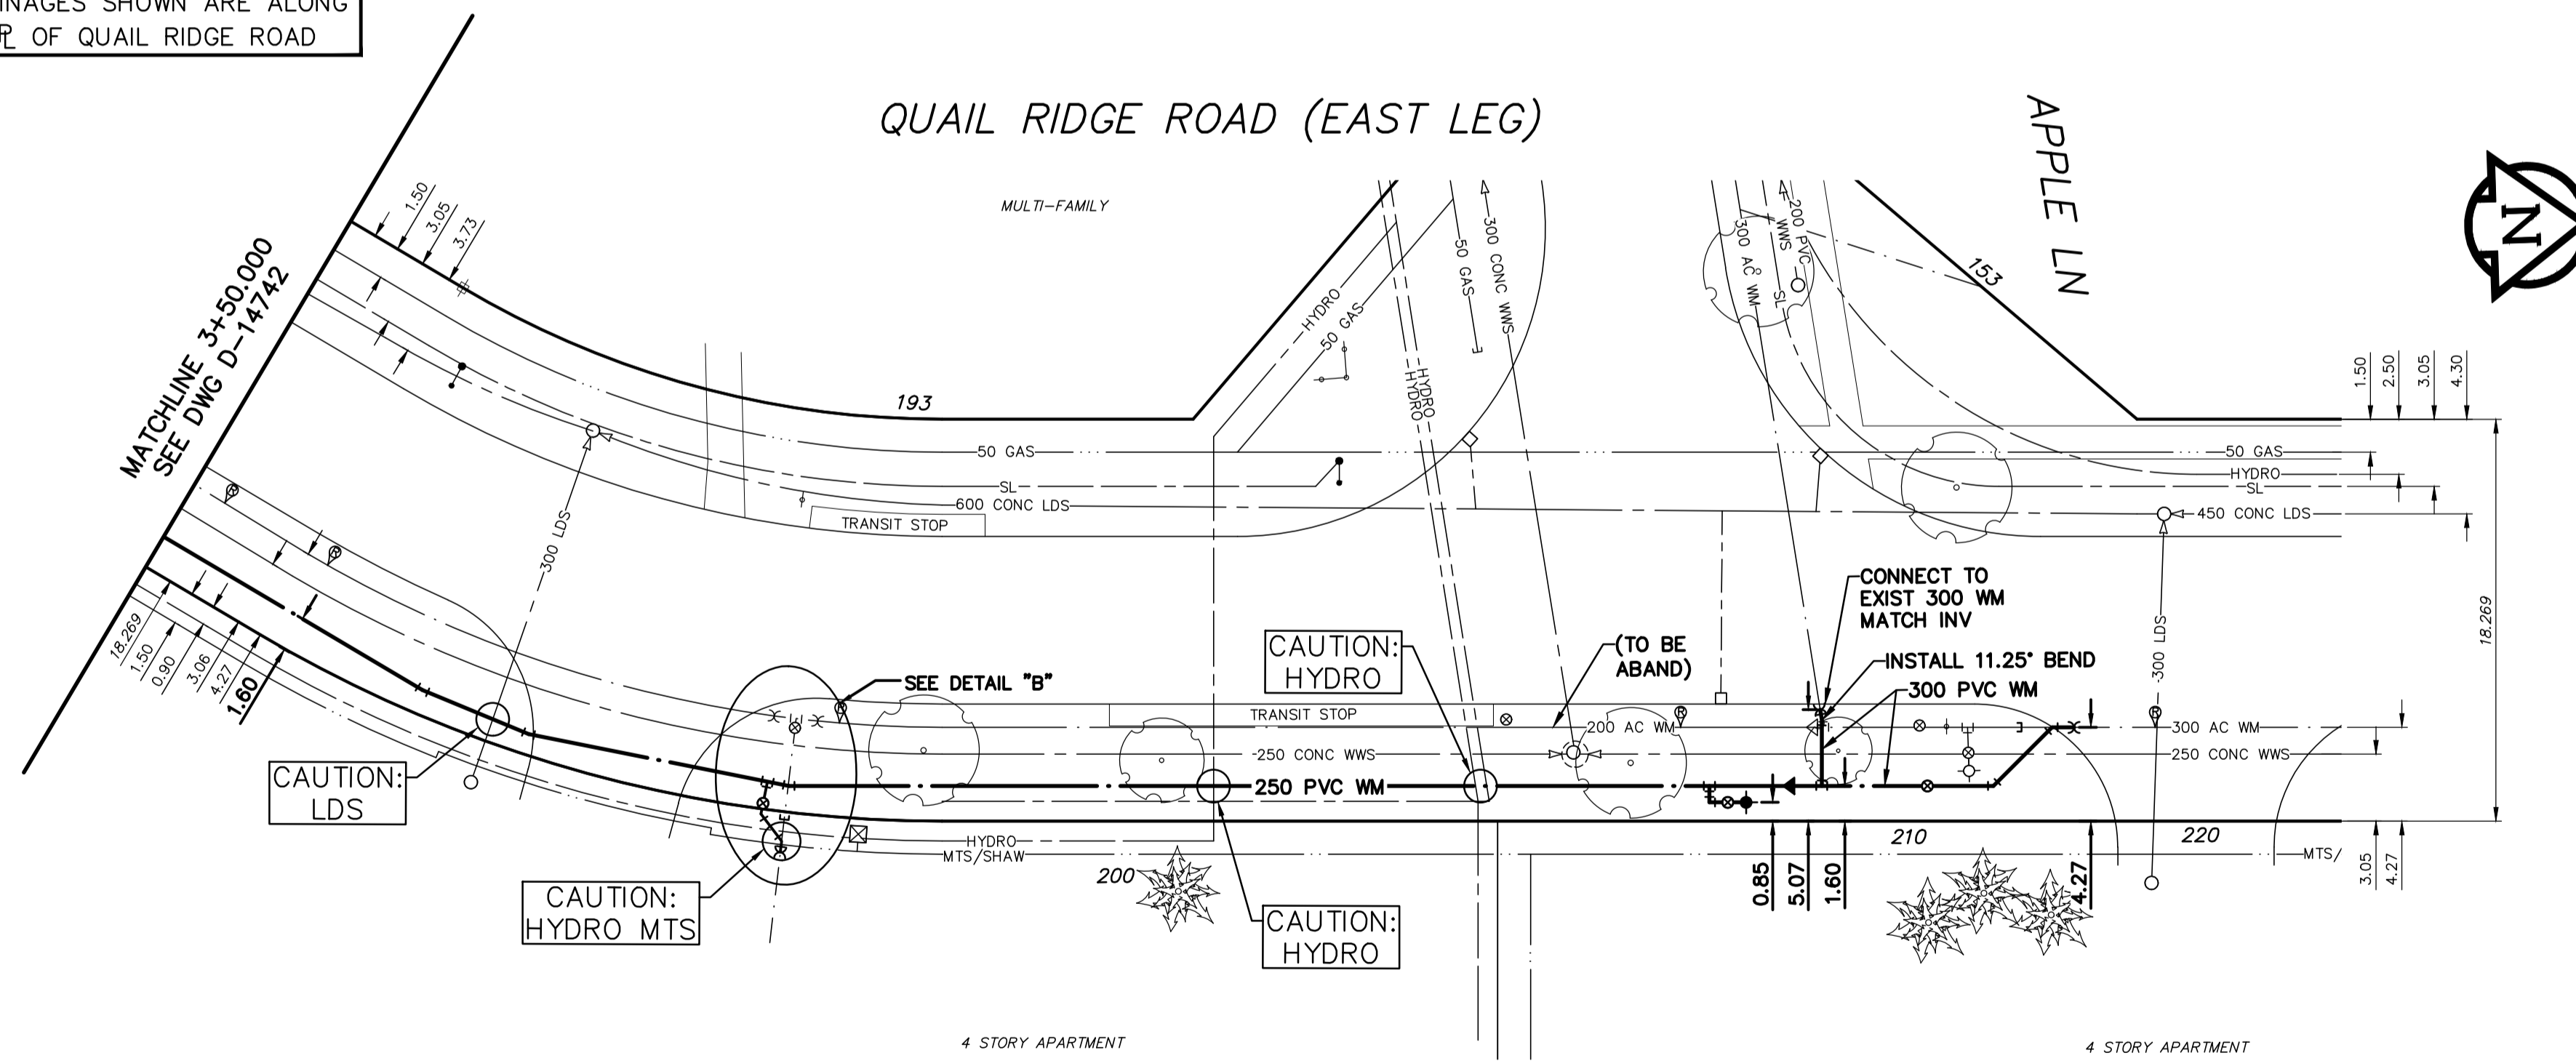 INAGES SHOWN ARE ALONG
℄ OF QUAIL RIDGE ROAD
QUAIL RIDGE ROAD (EAST LEG)
APPLE LN
N
MULTI-FAMILY
MATCHLINE 3+50.000
SEE DWG D-14742
1.50
3.05
3.73
193
153
HYDRO
50 GAS
HYDRO
HYDRO
50 GAS
300 CONC WWS
300 AC WM
SL
WWS
200 PVC
1.50
2.50
3.05
4.30
50 GAS
SL
600 CONC LDS
TRANSIT STOP
50 GAS
HYDRO
SL
450 CONC LDS
300 LDS
300 LDS
18.269
CONNECT TO
EXIST 300 WM
MATCH INV
INSTALL 11.25° BEND
300 PVC WM
(TO BE
ABAND)
CAUTION:
HYDRO
SEE DETAIL "B"
18.269
1.50
0.90
3.06
4.27
1.60
TRANSIT STOP
200 AC WM
300 AC WM
250 CONC WWS
250 CONC WWS
250 PVC WM
CAUTION:
LDS
HYDRO
MTS/SHAW
200
210
220
MTS/
0.85
5.07
1.60
4.27
3.05
4.27
CAUTION:
HYDRO MTS
CAUTION:
HYDRO
4 STORY APARTMENT
4 STORY APARTMENT